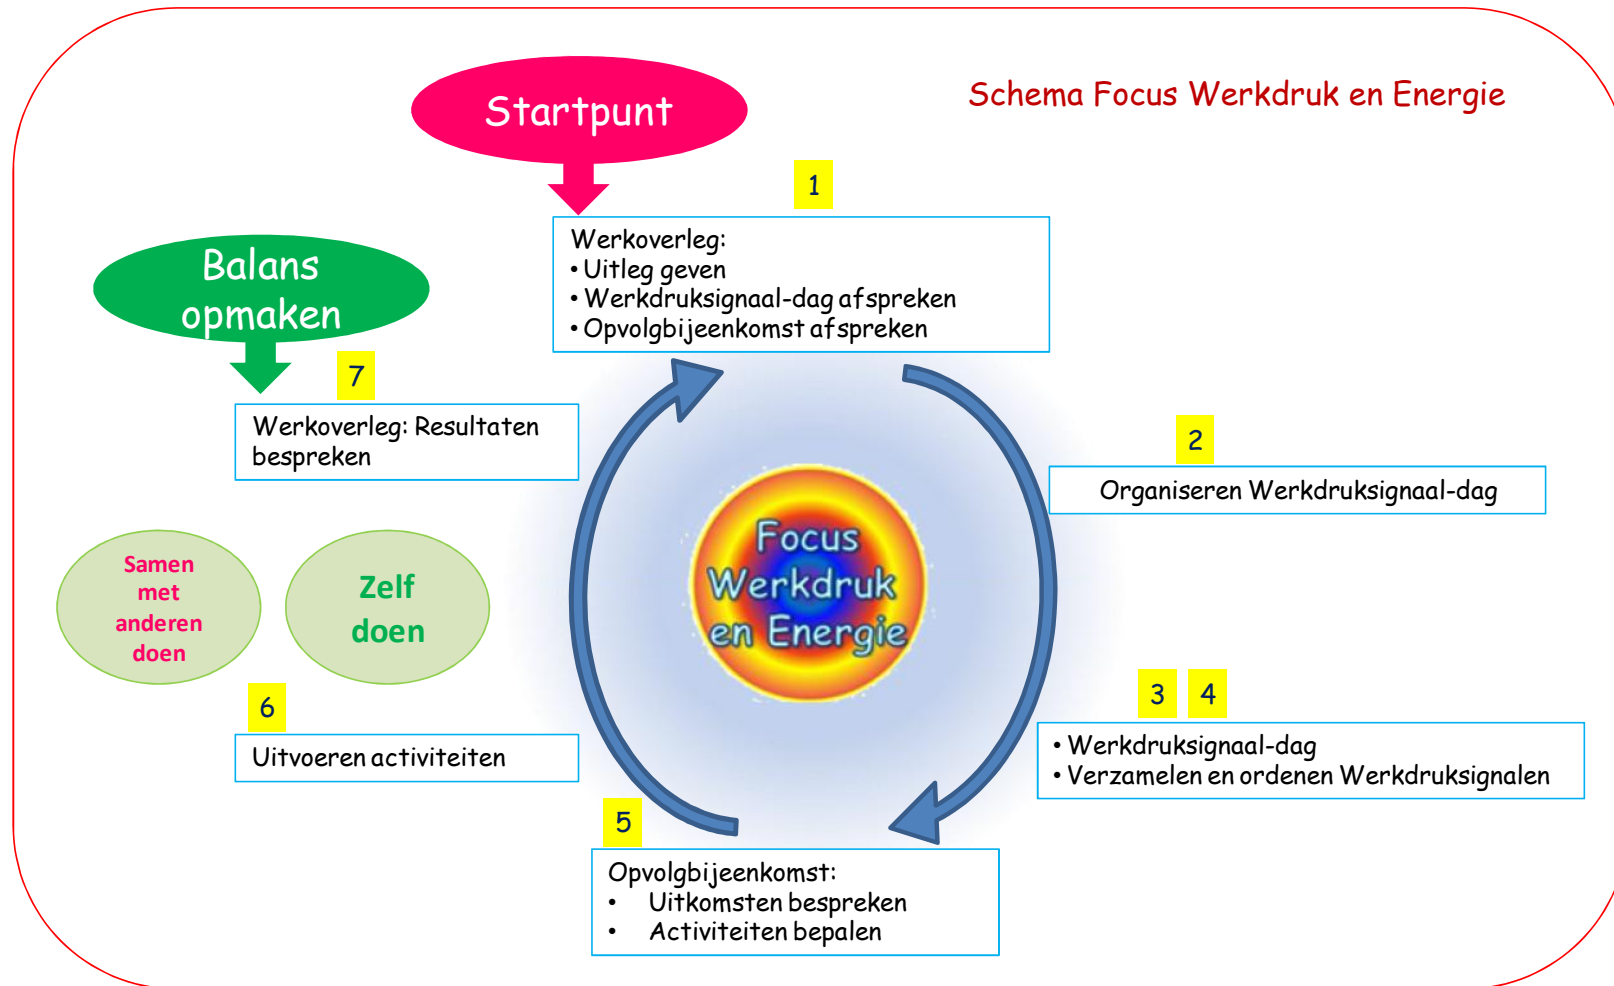 Schema Focus Werkdruk en Energie
Startpunt
1
Werkoverleg:
• Uitleg geven
• Werkdruksignaal-dag afspreken
• Opvolgbijeenkomst afspreken
2
Organiseren Werkdruksignaal-dag
3 4
• Werkdruksignaal-dag
• Verzamelen en ordenen Werkdruksignalen
5
Opvolgbijeenkomst:
• Uitkomsten bespreken
• Activiteiten bepalen
6
Uitvoeren activiteiten
Samen
met
anderen
doen
Zelf
doen
Balans
opmaken
7
Werkoverleg: Resultaten
bespreken
Focus
Werkdruk
en Energie